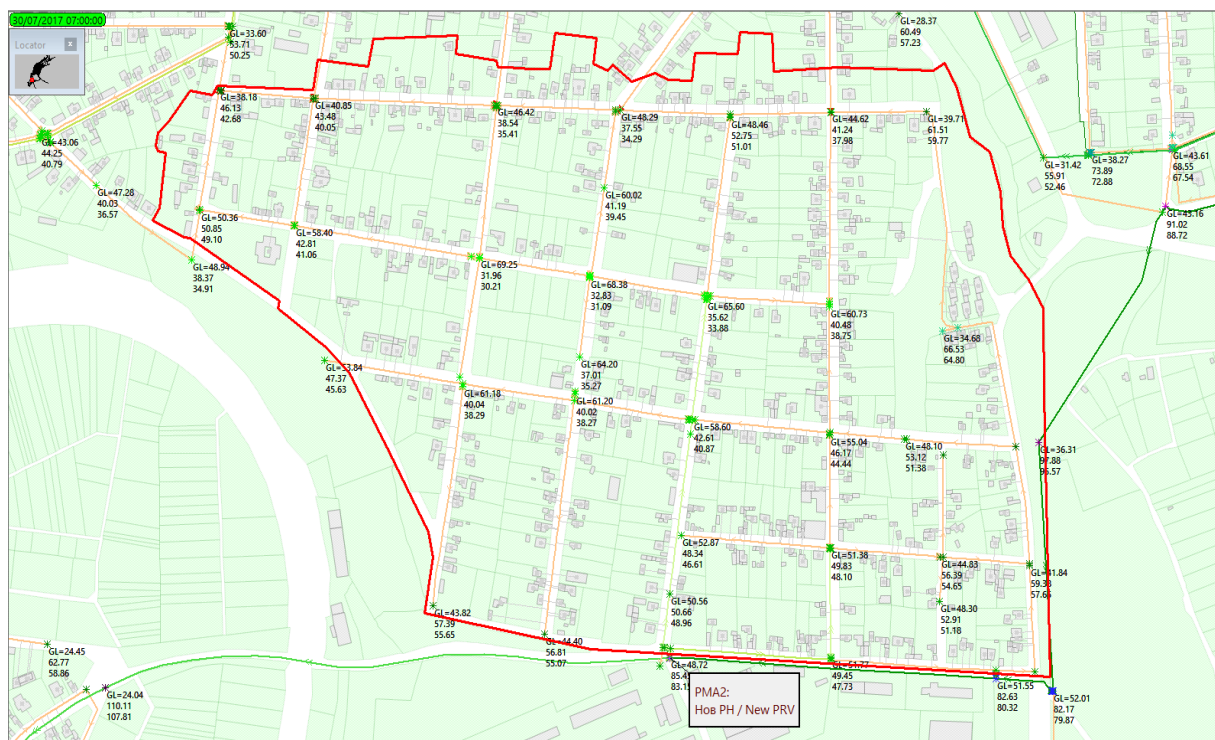 30/07/2017 07:00:00
Locator
x
GL=33.60
53.71
50.25
GL=28.37
60.49
57.23
GL=38.18
46.13
42.68
GL=40.85
43.48
40.05
GL=46.42
38.54
35.41
GL=48.29
37.55
34.29
GL=48.46
52.75
51.01
GL=44.62
41.24
37.98
GL=39.71
61.51
59.77
GL=43.06
44.25
40.79
GL=31.42
55.91
52.46
GL=38.27
73.89
72.88
GL=43.61
68.55
67.54
GL=47.28
40.03
36.57
GL=60.02
41.19
39.45
GL=50.36
50.85
49.10
GL=58.40
42.81
41.06
GL=43.16
91.02
88.72
GL=48.94
38.37
34.91
GL=69.25
31.96
30.21
GL=68.38
32.83
31.09
GL=65.60
35.62
33.88
GL=60.73
40.48
38.75
GL=34.68
66.53
64.80
47.37
45.63
GL=64.20
37.01
35.27
GL=61.18
40.04
38.29
GL=61.20
40.02
38.27
GL=58.60
42.61
40.87
GL=55.04
46.17
44.44
GL=48.10
53.12
51.38
GL=36.31
97.88
GL=52.87
48.34
46.61
GL=51.38
49.83
48.10
GL=44.83
56.39
54.65
GL=50.56
50.66
48.96
GL=48.30
52.91
51.18
GL=43.82
57.39
55.65
GL=44.40
56.81
55.07
GL=24.45
62.77
58.86
GL=48.72
GL=51.77
49.45
47.73
GL=51.55
82.63
80.32
GL=24.04
110.11
107.81
GL=52.01
82.17
79.87
PMA2:
Нов РН / New PRV